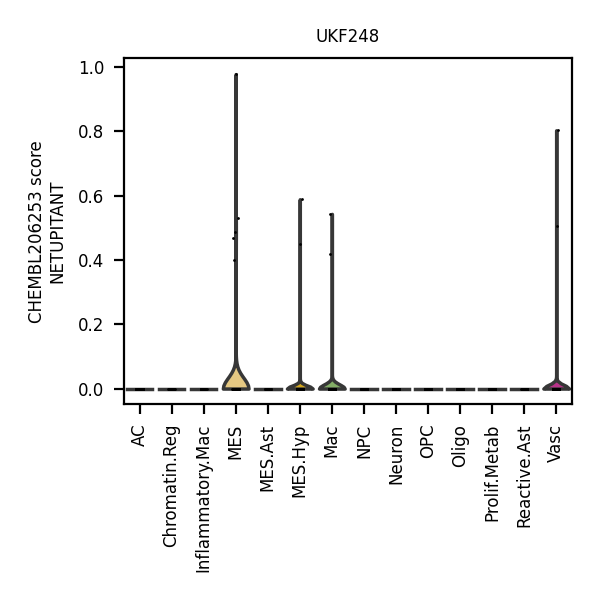 UKF248
CHEMBL206253 score
NETUPITANT
1.0
0.8
0.6
0.4
0.2
0.0
AC
Chromatin.Reg
Inflammatory.Mac
MES
MES.Ast
MES.Hyp
Mac
NPC
Neuron
OPC
Oligo
Prolif.Metab
Reactive.Ast
Vasc